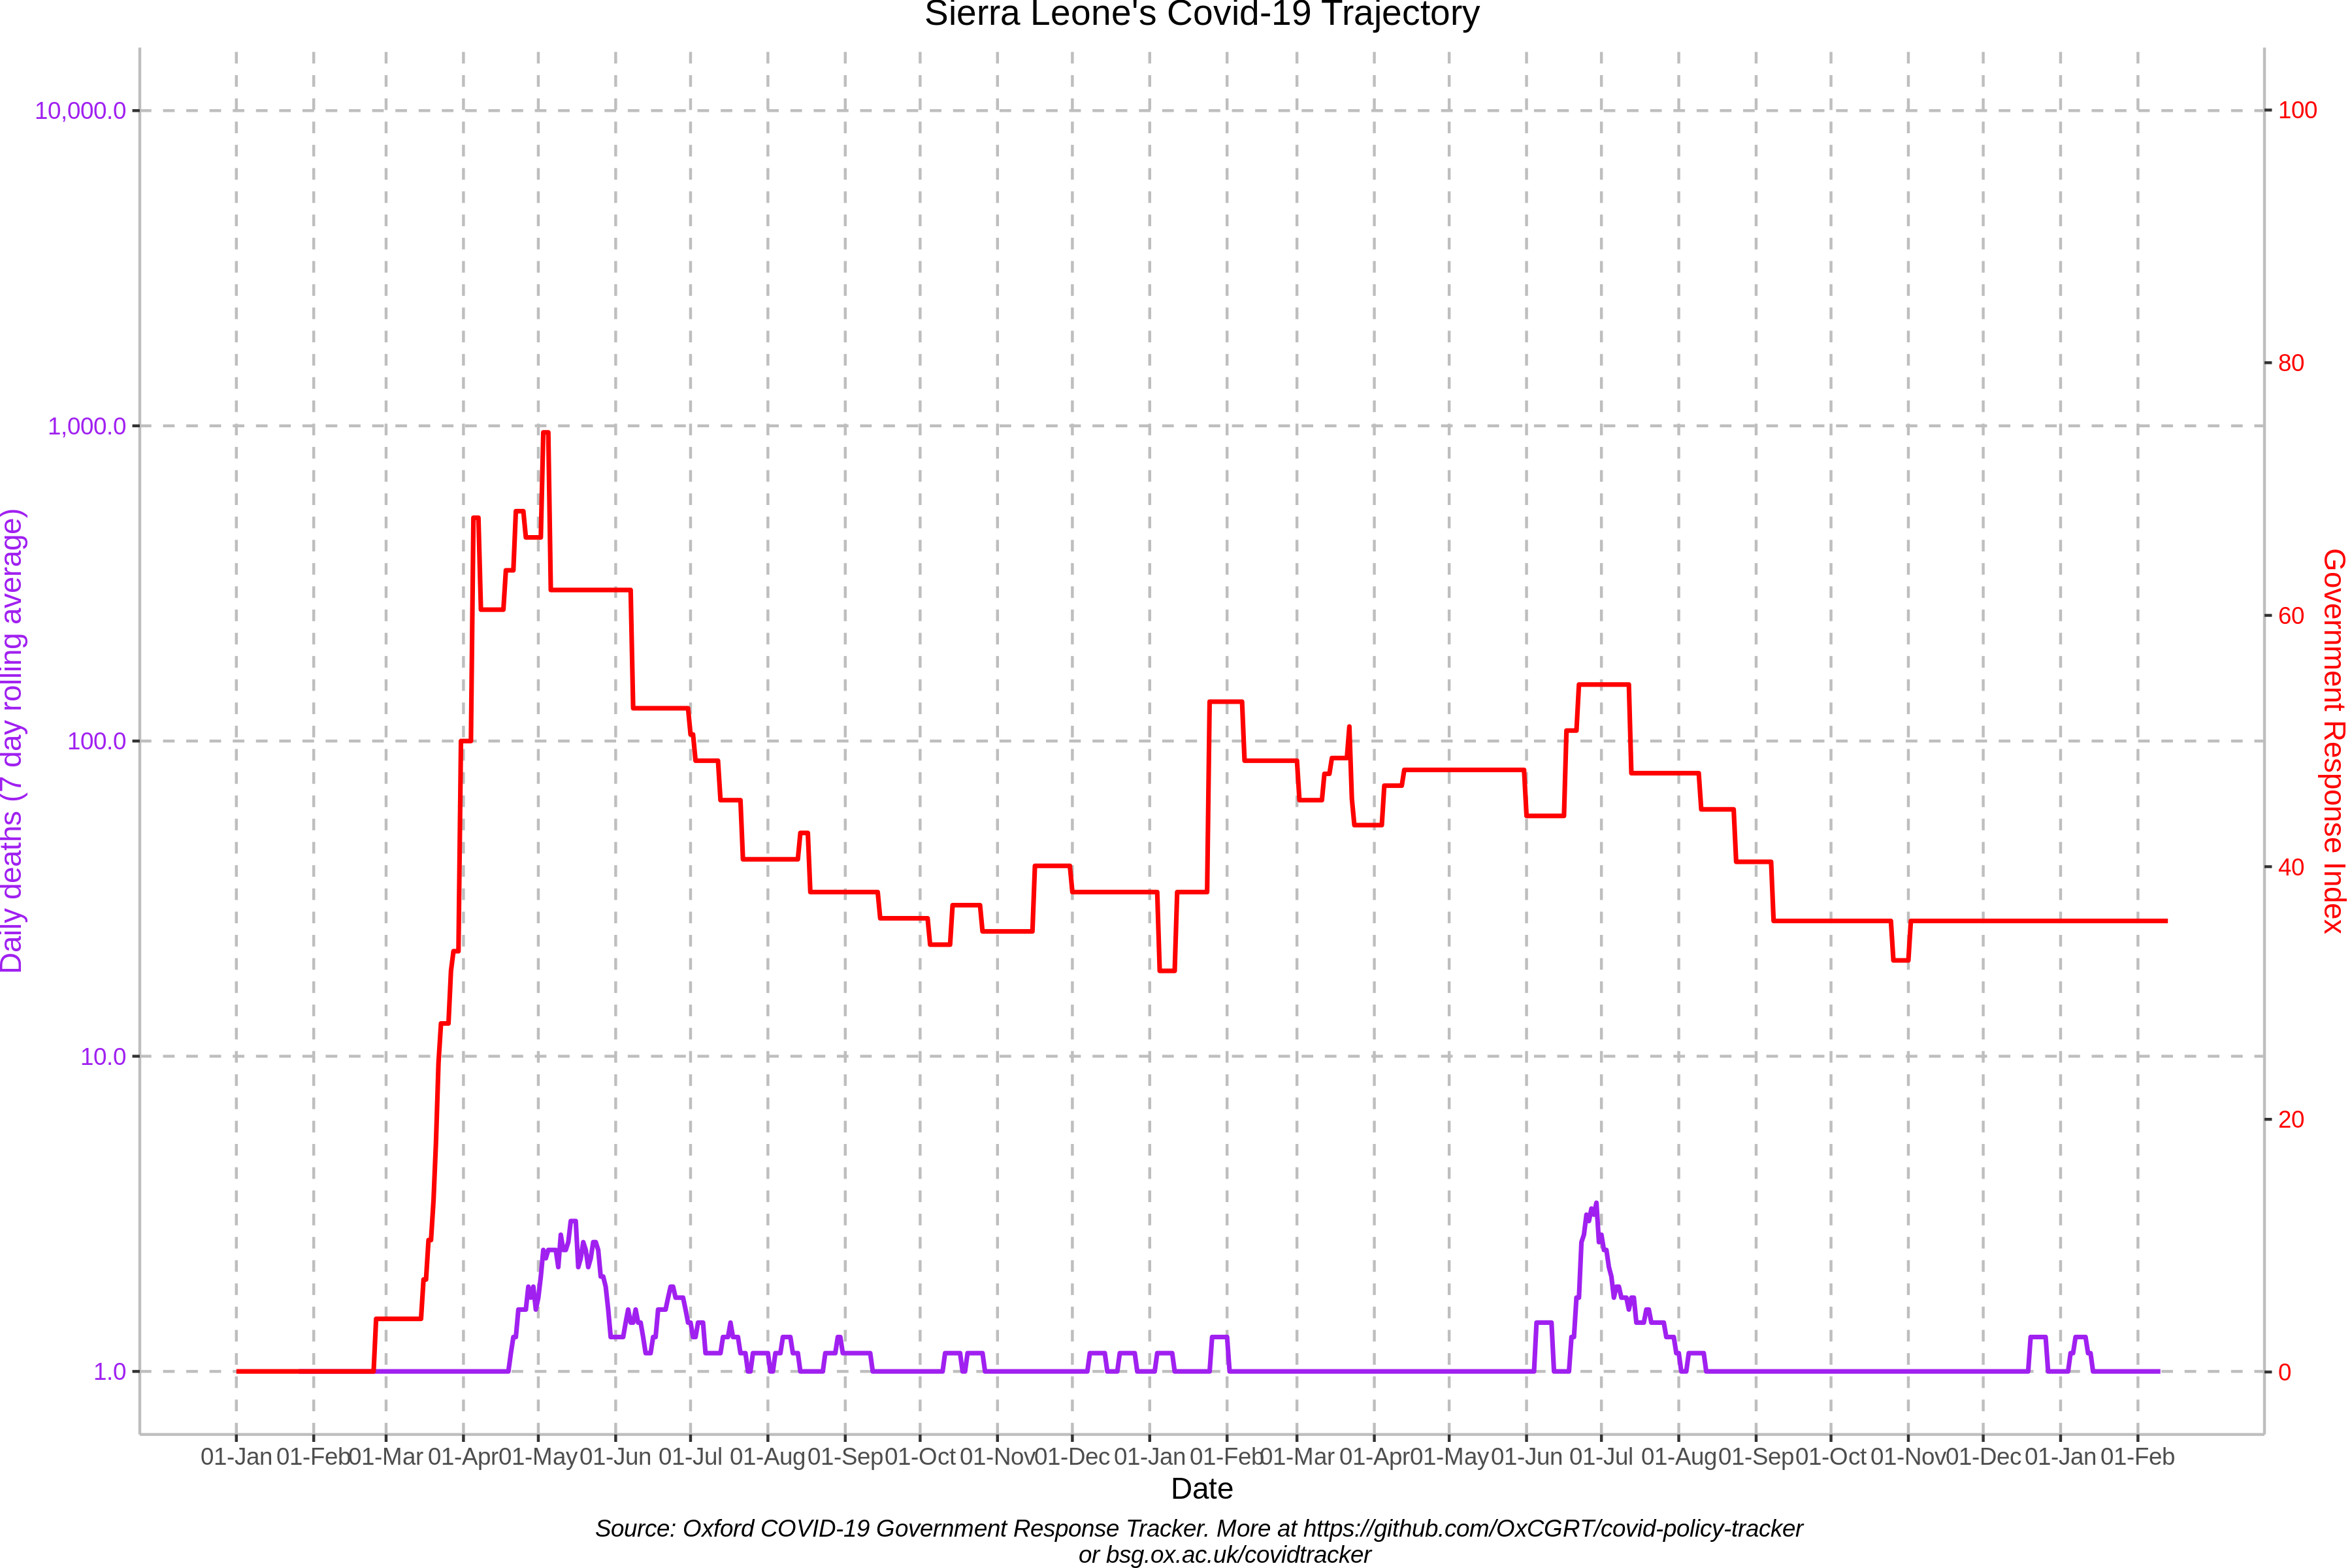 Sierra Leone's Covid-19 Trajectory
10,000.0
1,000.0
100.0
10.0
1.0
Daily deaths (7 day rolling average)
100
80
60
40
20
0
Government Response Index
01-Jan 01-Feb 01-Mar 01-Apr 01-May 01-Jun 01-Jul 01-Aug 01-Sep 01-Oct 01-Nov 01-Dec 01-Jan 01-Feb 01-Mar 01-Apr 01-May 01-Jun 01-Jul 01-Aug 01-Sep 01-Oct 01-Nov 01-Dec 01-Jan 01-Feb
Date
Source: Oxford COVID-19 Government Response Tracker. More at https://github.com/OxCGRT/covid-policy-tracker
or bsg.ox.ac.uk/covidtracker